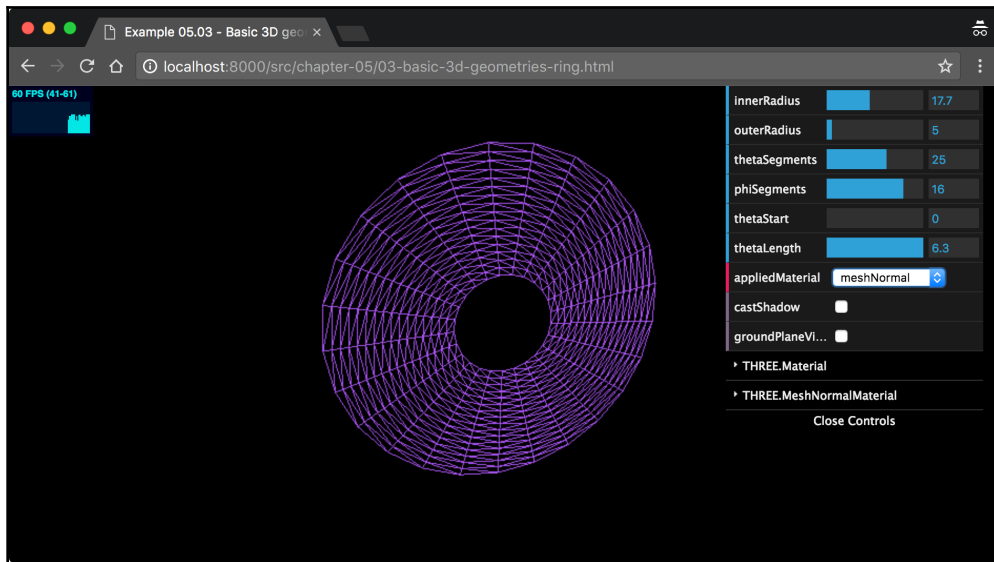 Example 05.03 - Basic 3D geo
localhost:8000/src/chapter-05/03-basic-3d-geometries-ring.html
60 FPS (41-61)
innerRadius 17.7
outerRadius 5
thetaSegments 25
phiSegments 16
thetaStart 0
thetaLength 6.3
appliedMaterial meshNormal
castShadow
groundPlaneVi...
THREE.Material
THREE.MeshNormalMaterial
Close Controls